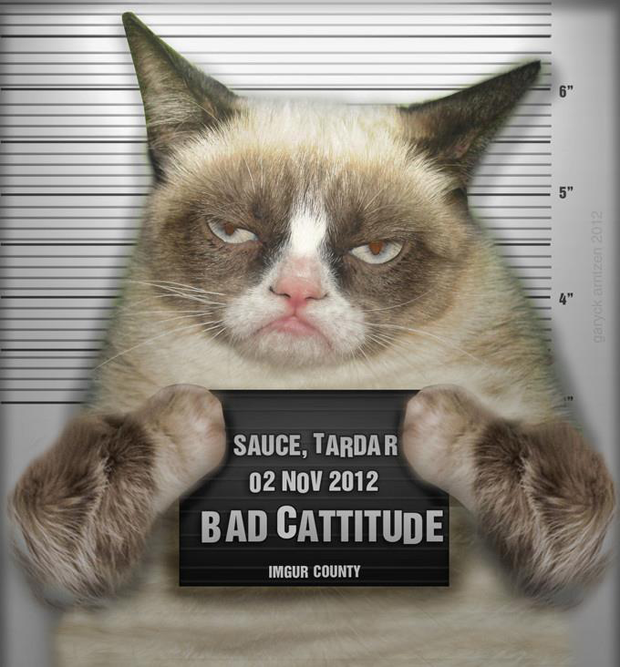 6"
5"
4"
"
SAUCE, TARDAR
02 NOV 2012
BAD CATTITUDE
IMGUR COUNTY